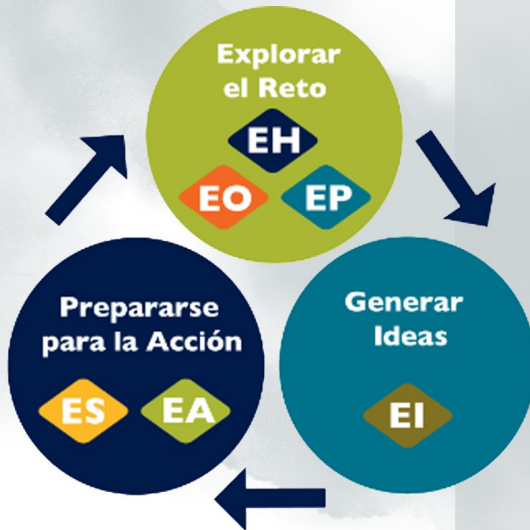 Explorar
el Reto
EH
EO EP
Prepararse
para la Acción
ES EA
Generar
Ideas
EI